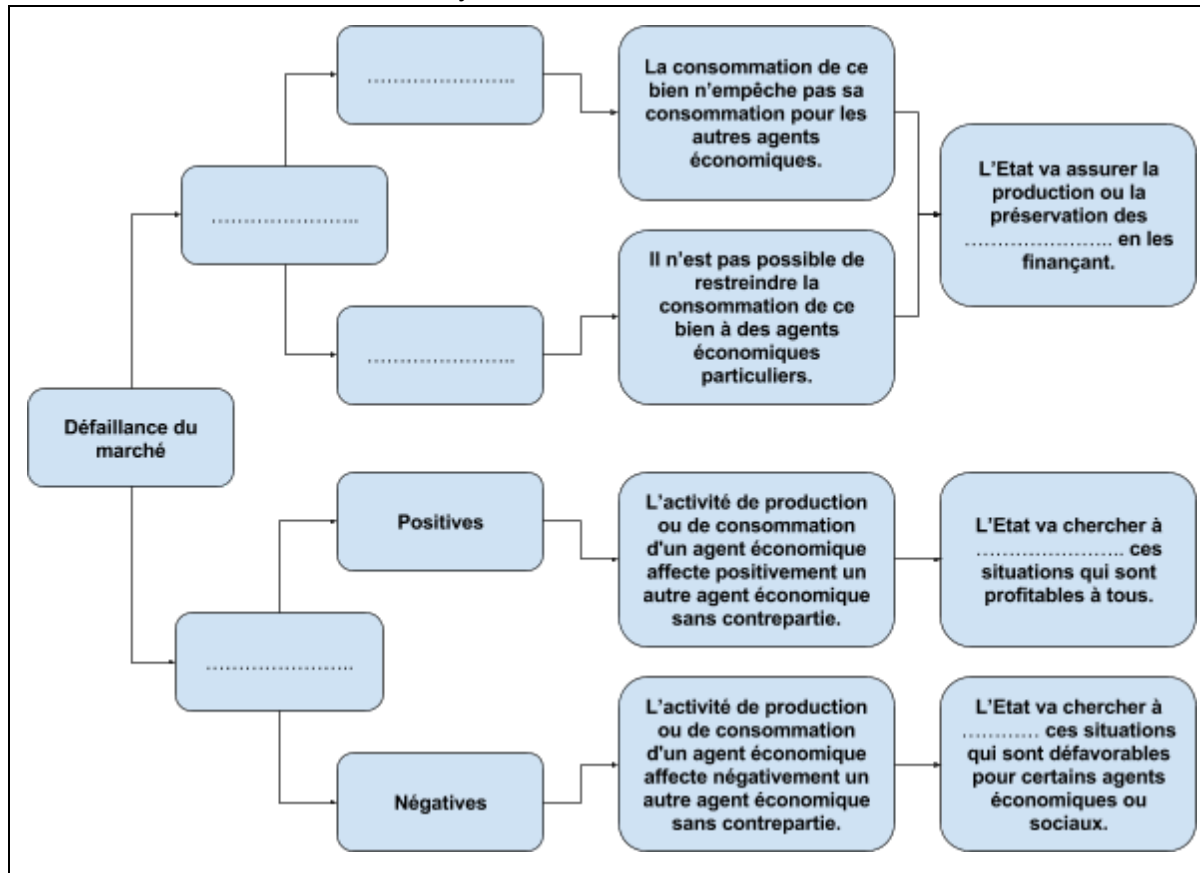 ……………………
La consommation de ce
bien n'empêche pas sa
consommation pour les
autres agents
économiques.
……………………
L'Etat va assurer la
production ou la
préservation des
…………………… en les
finançant.
……………………
Il n'est pas possible de
restreindre la
consommation de ce
bien à des agents
économiques
particuliers.
Défaillance du
marché
Positives
L'activité de production
ou de consommation
d'un agent économique
affecte positivement un
autre agent économique
sans contrepartie.
L'Etat va chercher à
…………………… ces
situations qui sont
profitables à tous.
……………………
Négatives
L'activité de production
ou de consommation
d'un agent économique
affecte négativement un
autre agent économique
sans contrepartie.
L'Etat va chercher à
………… ces situations
qui sont défavorables
pour certains agents
économiques ou
sociaux.